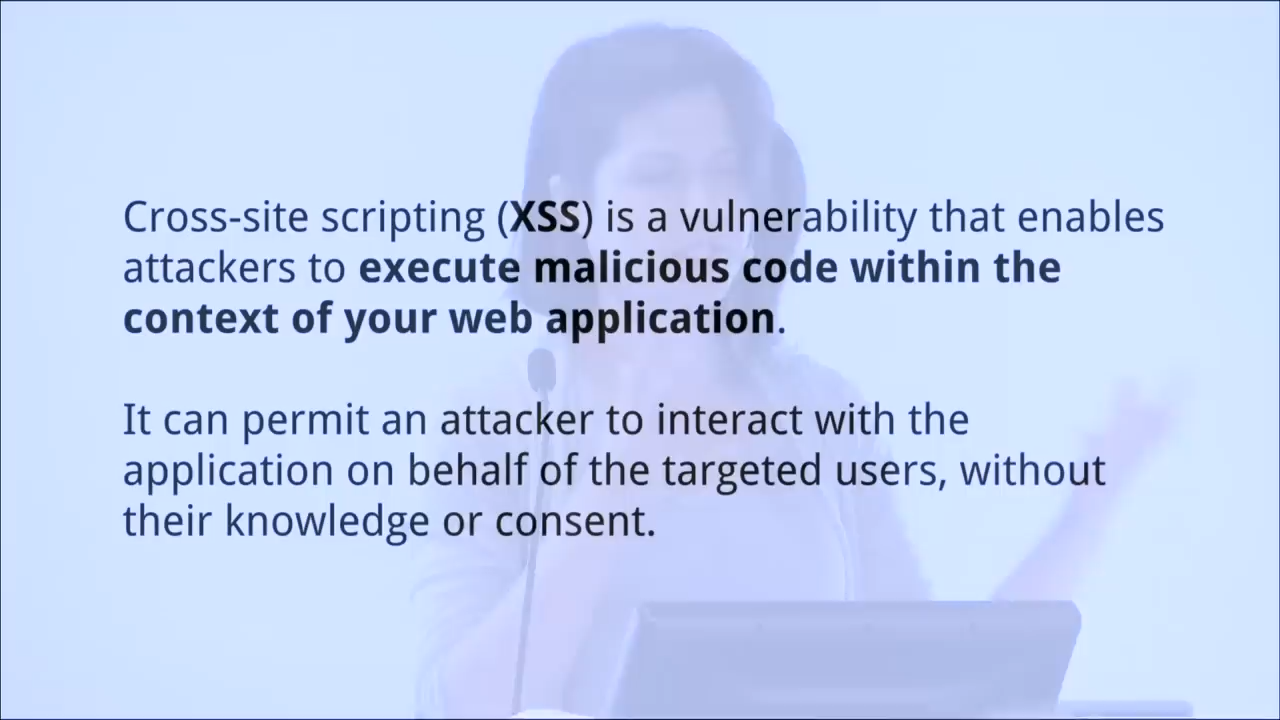 Cross-site scripting (XSS) is a vulnerability that enables
attackers to execute malicious code within the
context of your web application.
It can permit an attacker to interact with the
application on behalf of the targeted users, without
their knowledge or consent.